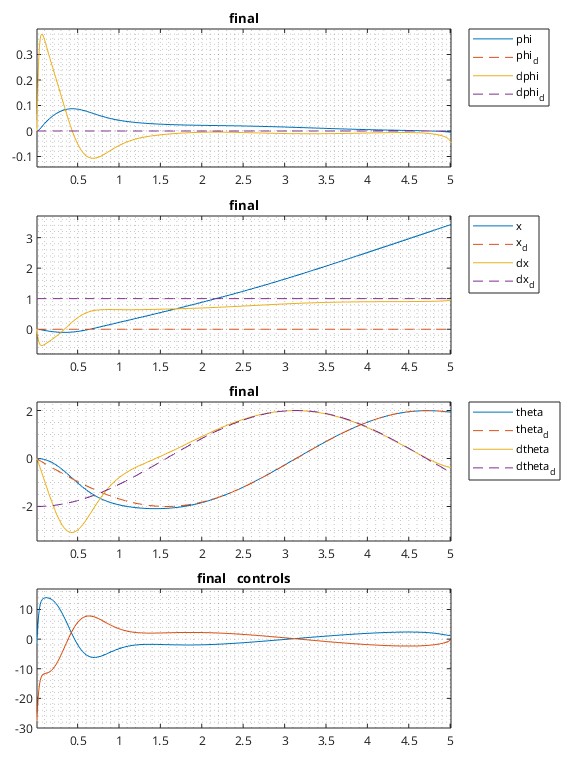 final
0.3
0.2
0.1
0
-0.1
0.5 1 1.5 2 2.5 3 3.5 4 4.5 5
phi
phi_d
dphi
dphi_d
final
3
2
1
0
0.5 1 1.5 2 2.5 3 3.5 4 4.5 5
x
x_d
dx
dx_d
final
2
0
-2
0.5 1 1.5 2 2.5 3 3.5 4 4.5 5
theta
theta_d
dtheta
dtheta_d
final controls
10
0
-10
-20
-30
0.5 1 1.5 2 2.5 3 3.5 4 4.5 5